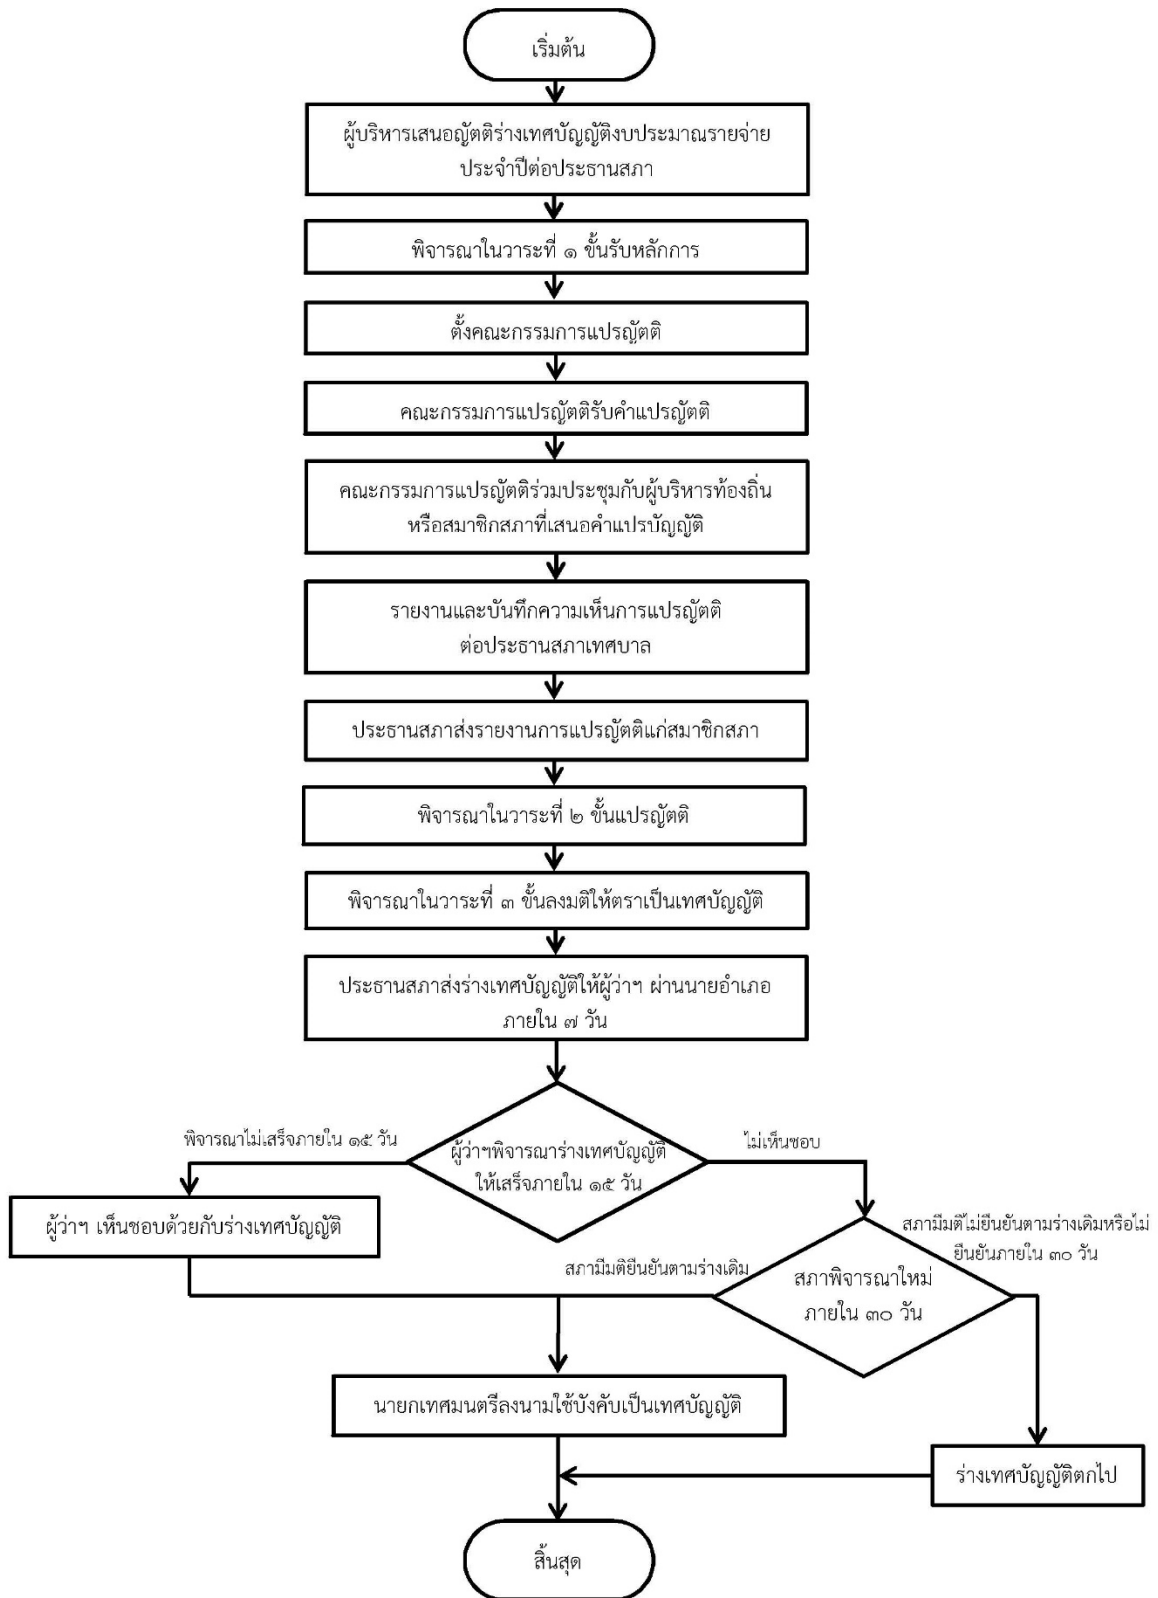 เริ่มต้น
ผู้บริหารเสนอญัตติร่างเทศบัญญัติงบประมาณรายจ่าย
ประจำปีต่อประธานสภา
พิจารณาในวาระที่ ๑ ขั้นรับหลักการ
ตั้งคณะกรรมการแปรญัตติ
คณะกรรมการแปรญัตติรับคำแปรญัตติ
คณะกรรมการแปรญัตติร่วมประชุมกับผู้บริหารท้องถิ่น
หรือสมาชิกสภาที่เสนอคำแปรบัญญัติ
รายงานและบันทึกความเห็นการแปรญัตติ
ต่อประธานสภาเทศบาล
ประธานสภาส่งรายงานการแปรญัตติแก่สมาชิกสภา
พิจารณาในวาระที่ ๒ ขั้นแปรญัตติ
พิจารณาในวาระที่ ๓ ขั้นลงมติให้ตราเป็นเทศบัญญัติ
ประธานสภาส่งร่างเทศบัญญัติให้ผู้ว่าฯ ผ่านนายอำเภอ
ภายใน ๗ วัน
พิจารณาไม่เสร็จภายใน ๑๕ วัน
ผู้ว่าฯพิจารณาร่างเทศบัญญัติ
ให้เสร็จภายใน ๑๕ วัน
ไม่เห็นชอบ
ผู้ว่าฯ เห็นชอบด้วยกับร่างเทศบัญญัติ
สภามีมติไม่ยืนยันตามร่างเดิมหรือไม่
ยืนยันภายใน ๓๐ วัน
สภามีมติยืนยันตามร่างเดิม
สภาพิจารณาใหม่
ภายใน ๓๐ วัน
นายกเทศมนตรีลงนามใช้บังคับเป็นเทศบัญญัติ
ร่างเทศบัญญัติตกไป
สิ้นสุด